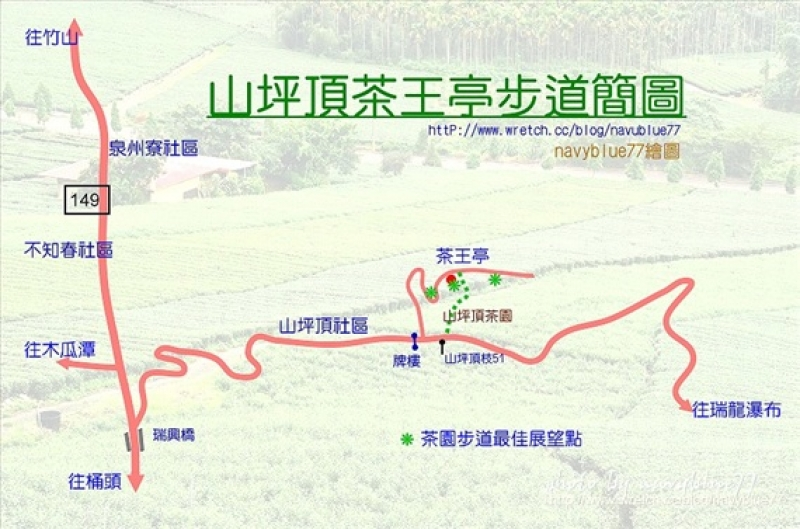 往竹山
山坪頂茶王亭步道簡圖
httP://www.wretch.cc/blog/navublue77
navyblue77繪圖
泉州寮社區
149
不知春社區
茶王亭
山坪頂茶園
山坪頂社區
往木瓜潭
牌樓
山坪頂枝51
往瑞龍瀑布
瑞興橋
茶園步道最佳展望點
往桶頭